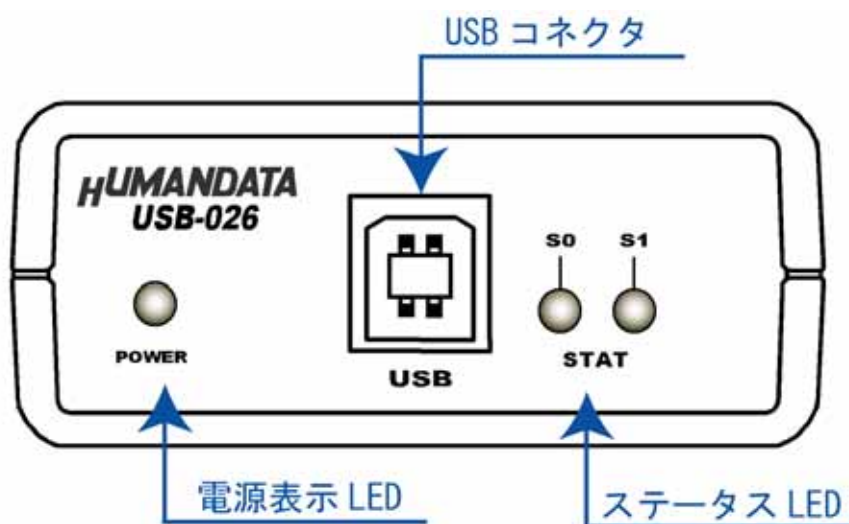 USB コネクタ
HUMANDATA
USB-026
S0 S1
POWER
USB
STAT
電源表示 LED
ステータス LED